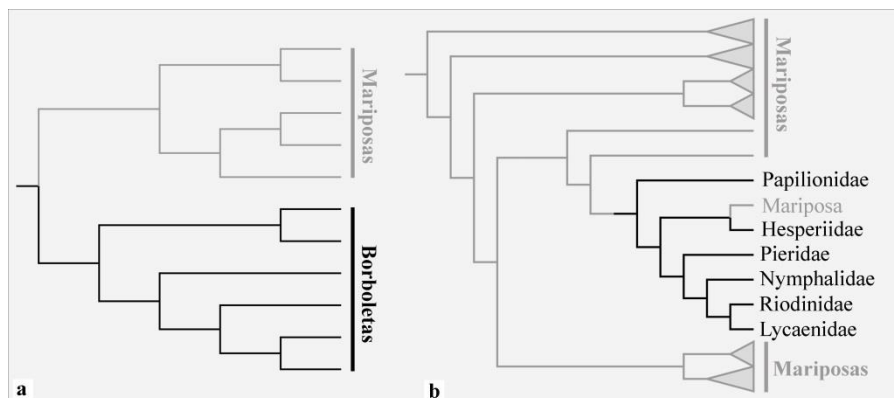 Mariposas
Borboletas
a
Mariposas
Papilionidae
Mariposa
Hesperiidae
Pieridae
Nymphalidae
Riodinidae
Lycaenidae
Mariposas
b